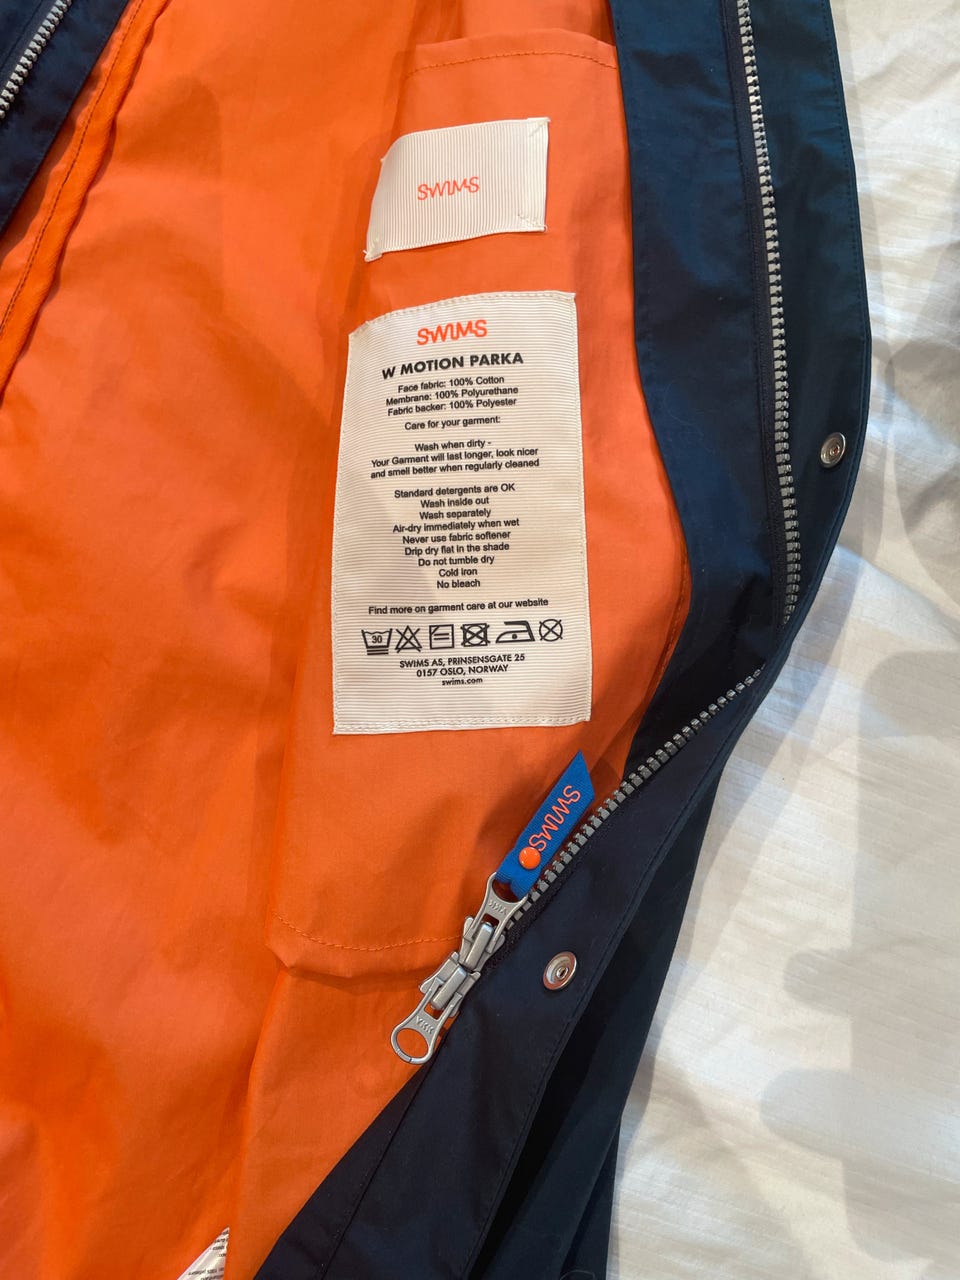 SWIMS
SWIMS
W MOTION PARKA
Face fabric: 100% Cotton
Membrane: 100% Polyurethane
Fabric backer: 100% Polyester
Care for your garment:
Wash when dirty -
Your Garment will last longer, look nicer
and smell better when regularly cleaned
Standard detergents are OK
Wash inside out
Wash separately
Air-dry immediately when wet
Never use fabric softener
Drip dry flat in the shade
Do not tumble dry
Cold iron
No bleach
Find more on garment care at our website
30
SWIMS AS, PRINSENSGATE 25
0157 OSLO, NORWAY
swims.com
SWIMS
YKK
YKK